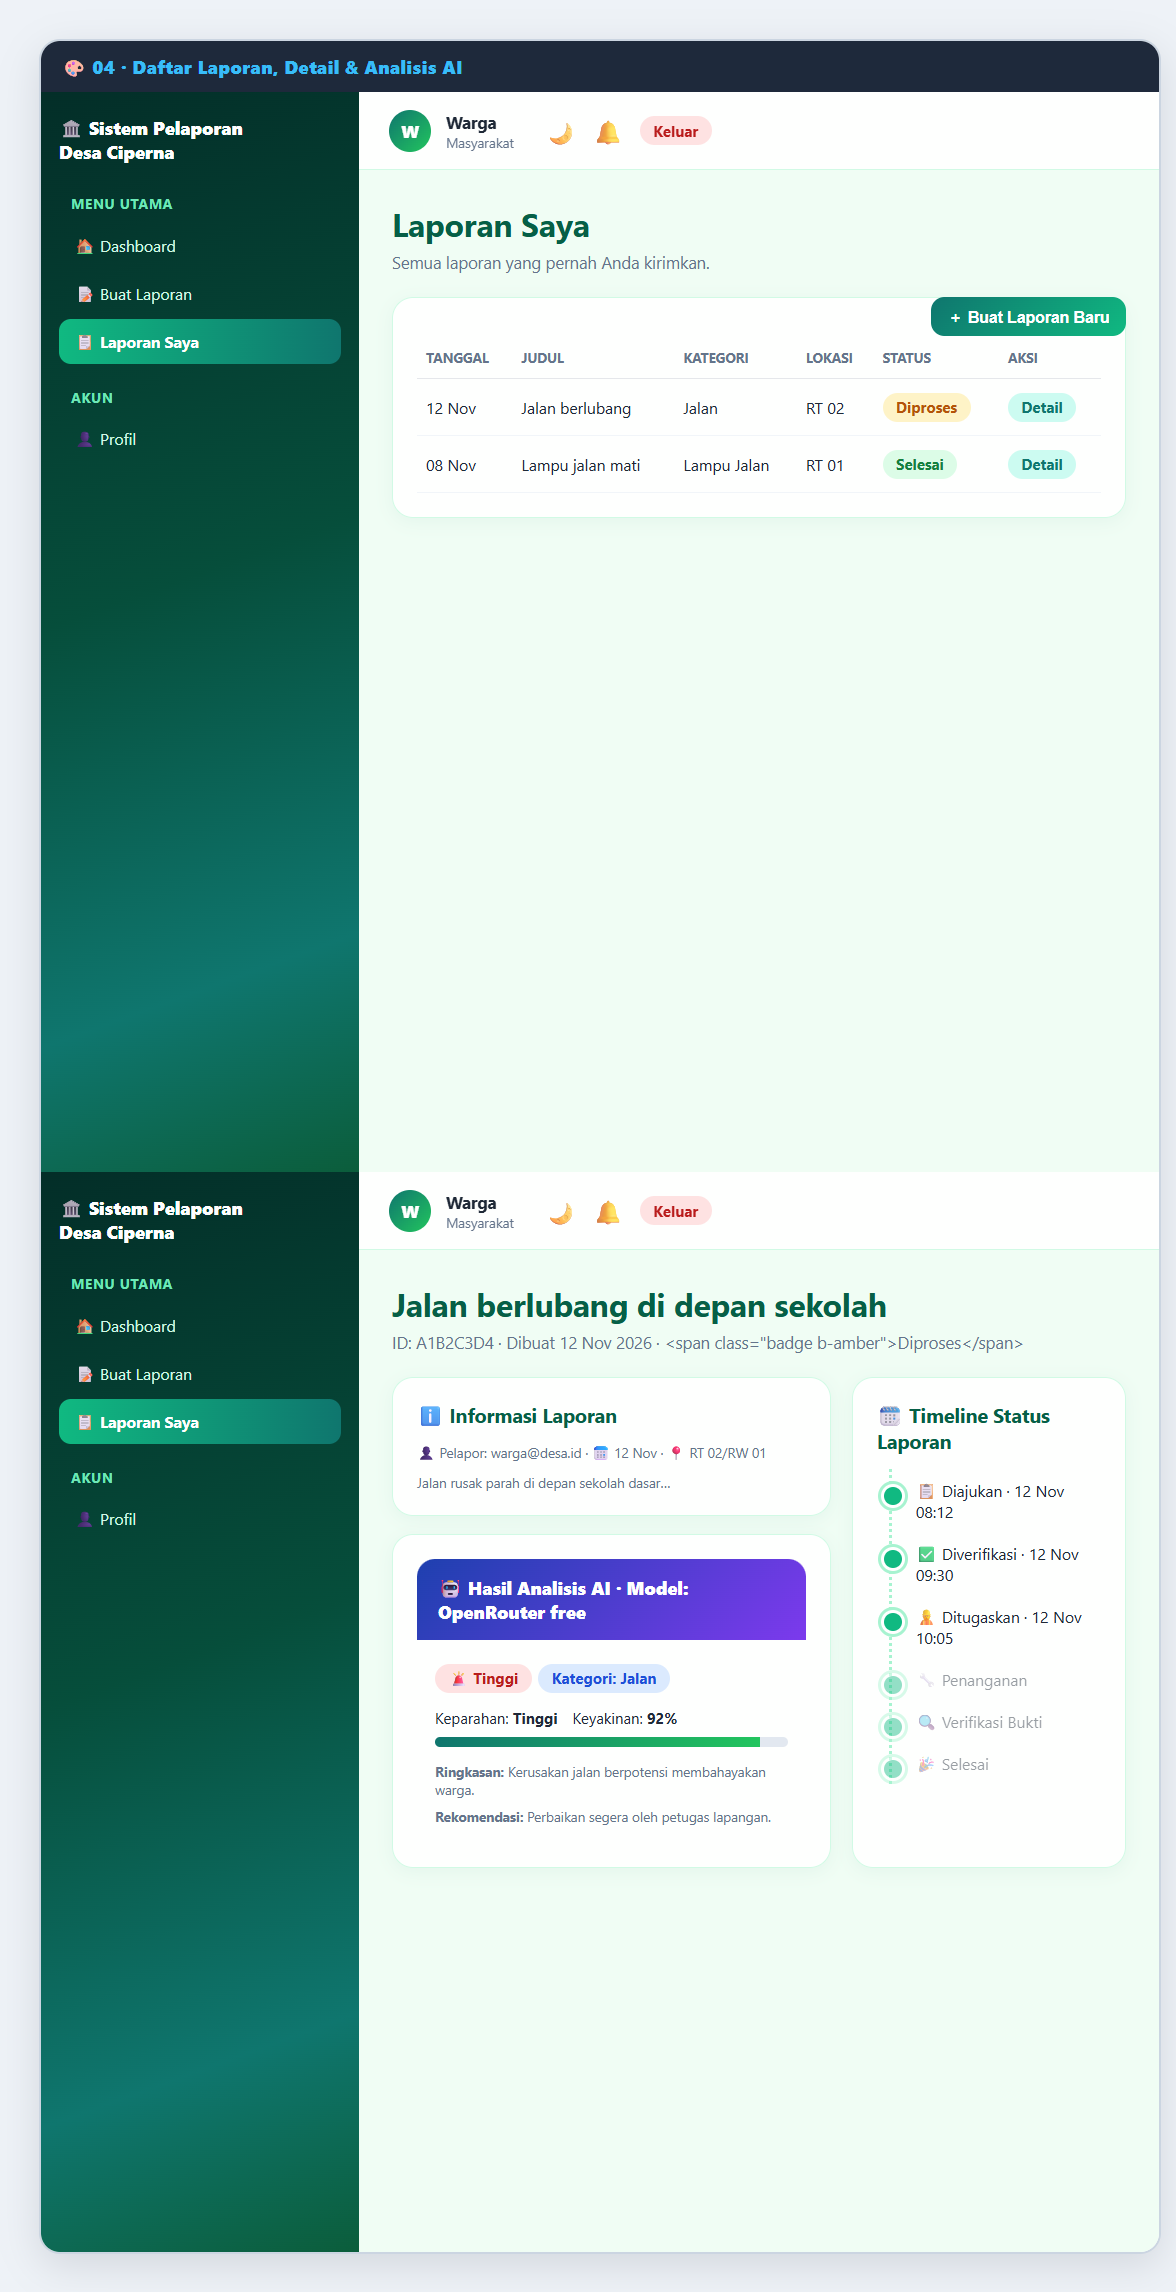 04 · Daftar Laporan, Detail & Analisis AI
Sistem Pelaporan
Desa Ciperna
MENU UTAMA
Dashboard
Buat Laporan
Laporan Saya
AKUN
Profil
W
Warga
Masyarakat
Keluar
Laporan Saya
Semua laporan yang pernah Anda kirimkan.
+ Buat Laporan Baru
TANGGAL JUDUL KATEGORI LOKASI STATUS AKSI
12 Nov Jalan berlubang Jalan RT 02 Diproses Detail
08 Nov Lampu jalan mati Lampu Jalan RT 01 Selesai Detail
Sistem Pelaporan
Desa Ciperna
MENU UTAMA
Dashboard
Buat Laporan
Laporan Saya
AKUN
Profil
W
Warga
Masyarakat
Keluar
Jalan berlubang di depan sekolah
ID: A1B2C3D4 · Dibuat 12 Nov 2026 · <span class="badge b-amber">Diproses</span>
Informasi Laporan
Pelapor: warga@desa.id · 12 Nov · RT 02/RW 01
Jalan rusak parah di depan sekolah dasar...
Hasil Analisis AI · Model:
OpenRouter free
Tinggi
Kategori: Jalan
Keparahan: Tinggi Keyakinan: 92%
Ringkasan: Kerusakan jalan berpotensi membahayakan
warga.
Rekomendasi: Perbaikan segera oleh petugas lapangan.
Timeline Status
Laporan
Diajukan · 12 Nov
08:12
Diverifikasi · 12 Nov
09:30
Ditugaskan · 12 Nov
10:05
Penanganan
Verifikasi Bukti
Selesai